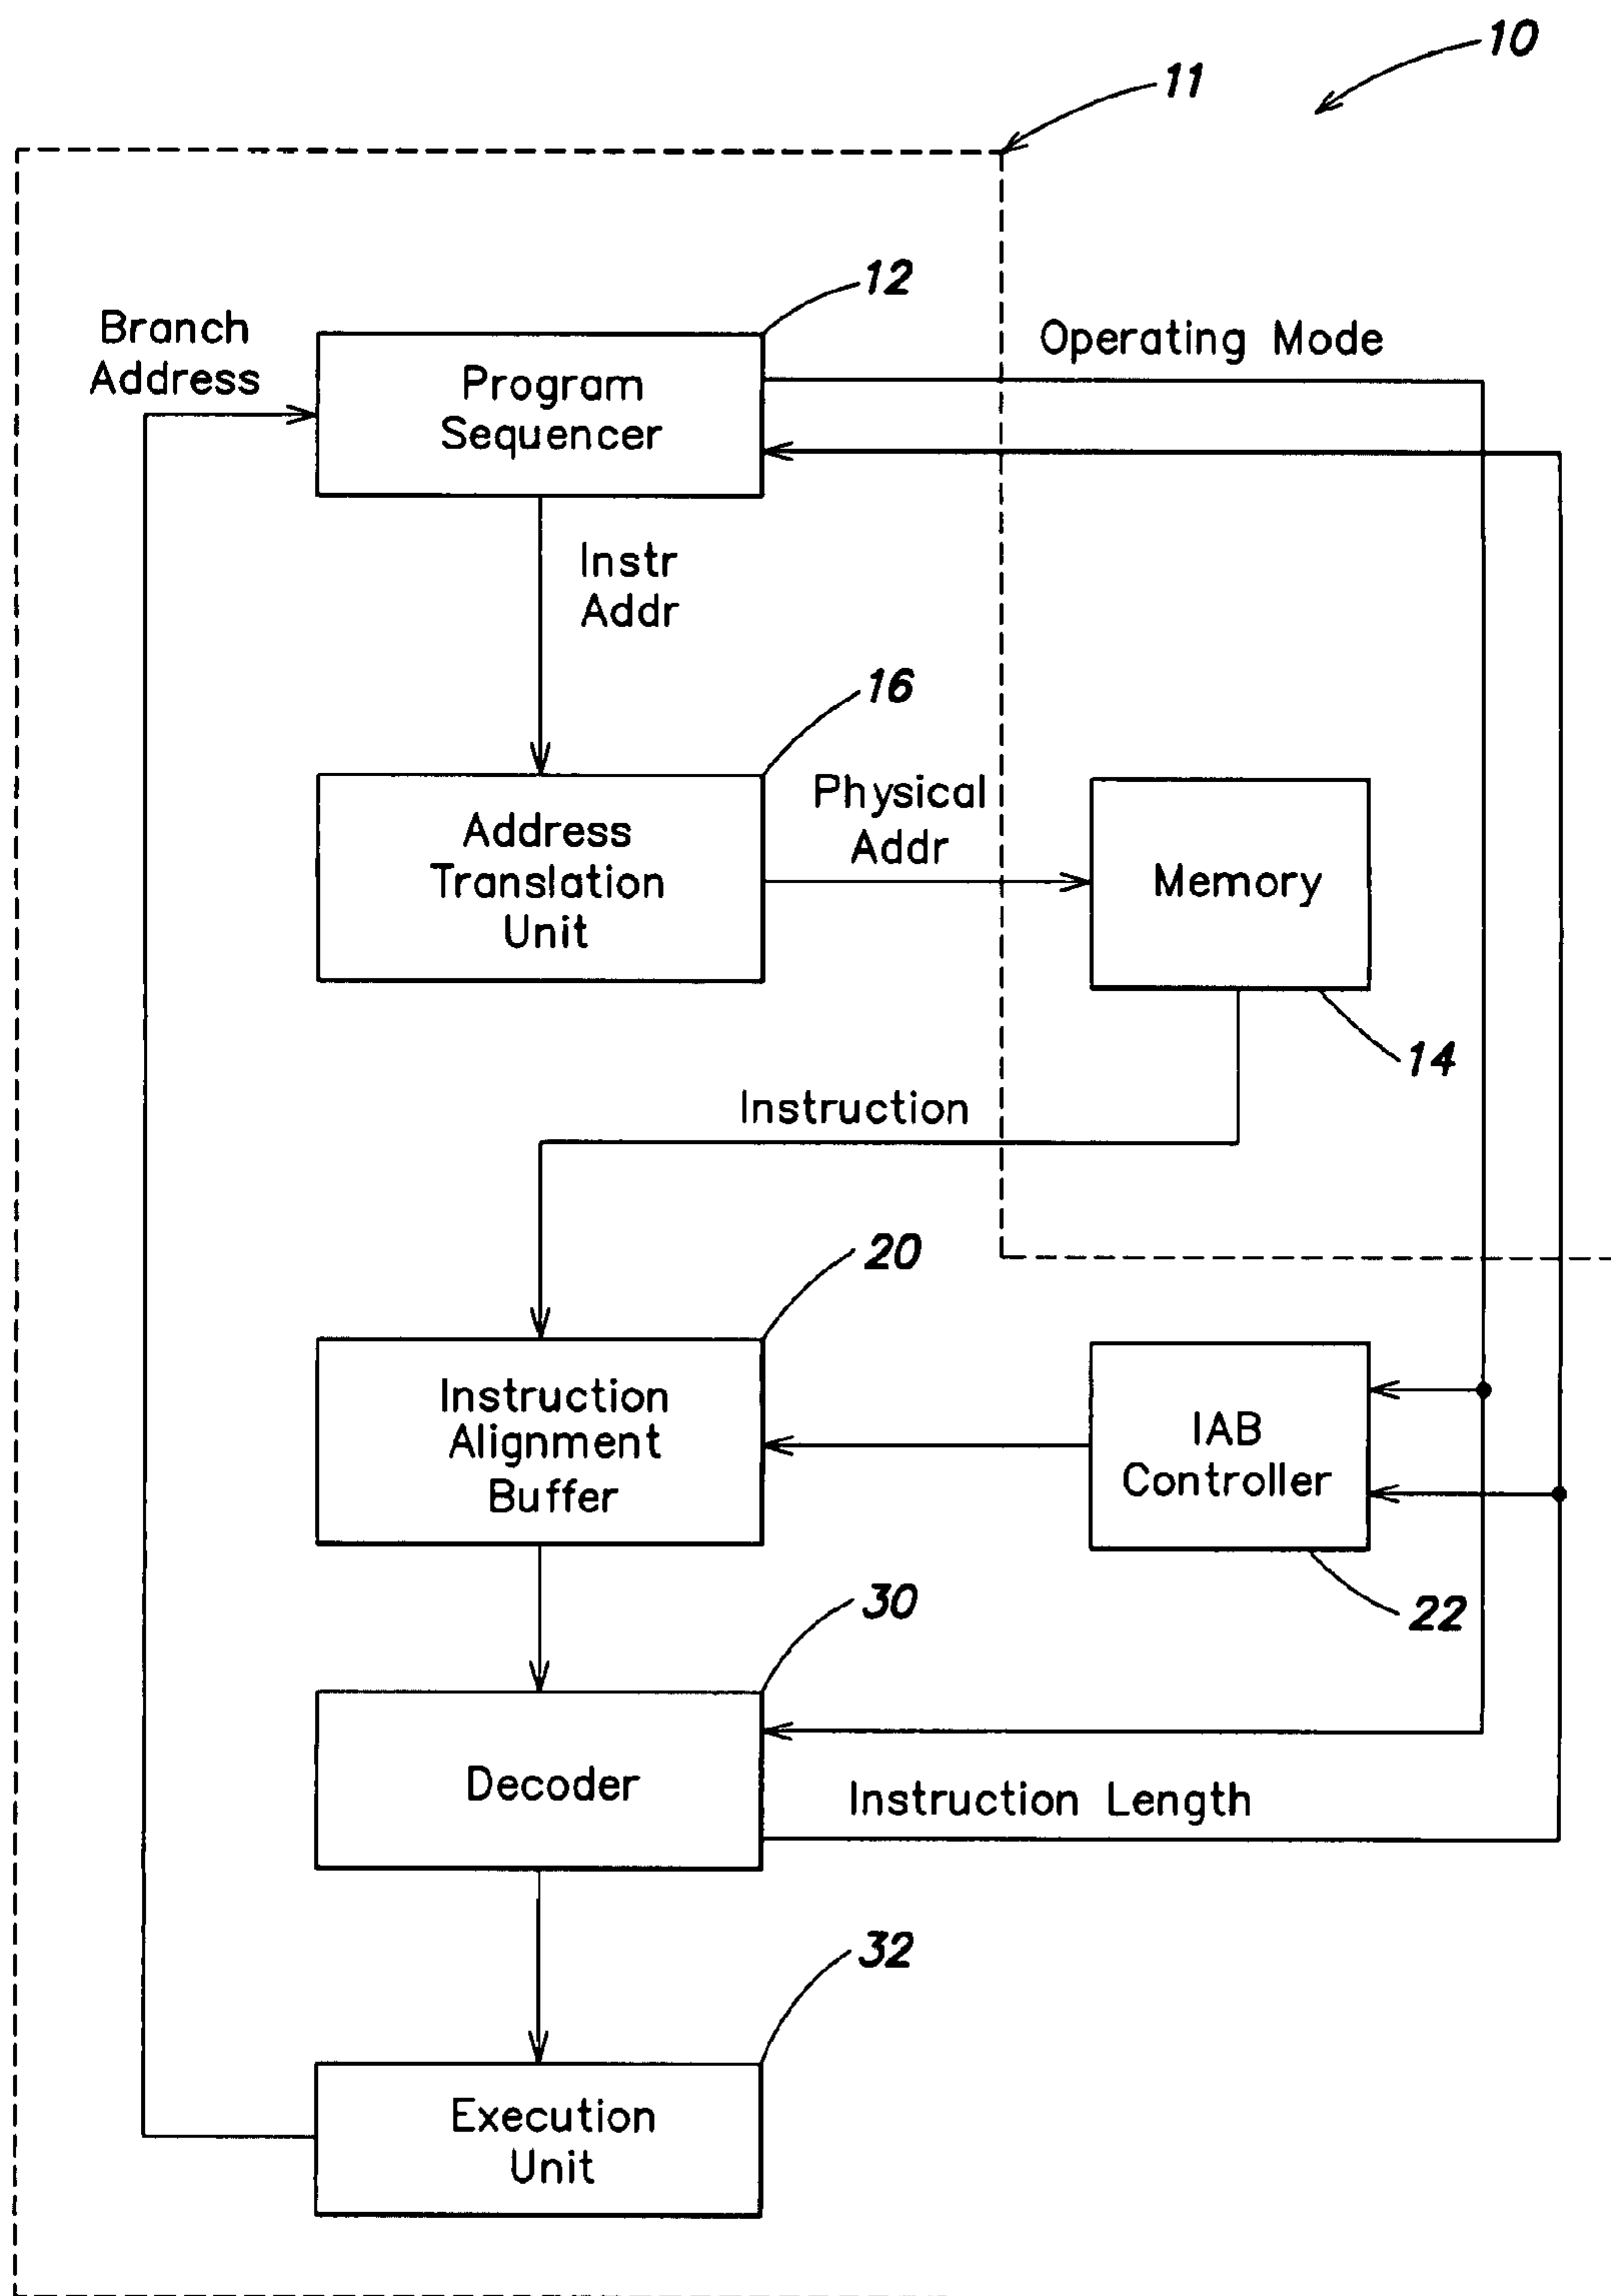 10
11
12
Branch
Address
Program
Sequencer
Operating Mode
Instr
Addr
16
Address
Translation
Unit
Physical
Addr
Memory
14
Instruction
20
Instruction
Alignment
Buffer
IAB
Controller
22
30
Decoder
Instruction Length
32
Execution
Unit